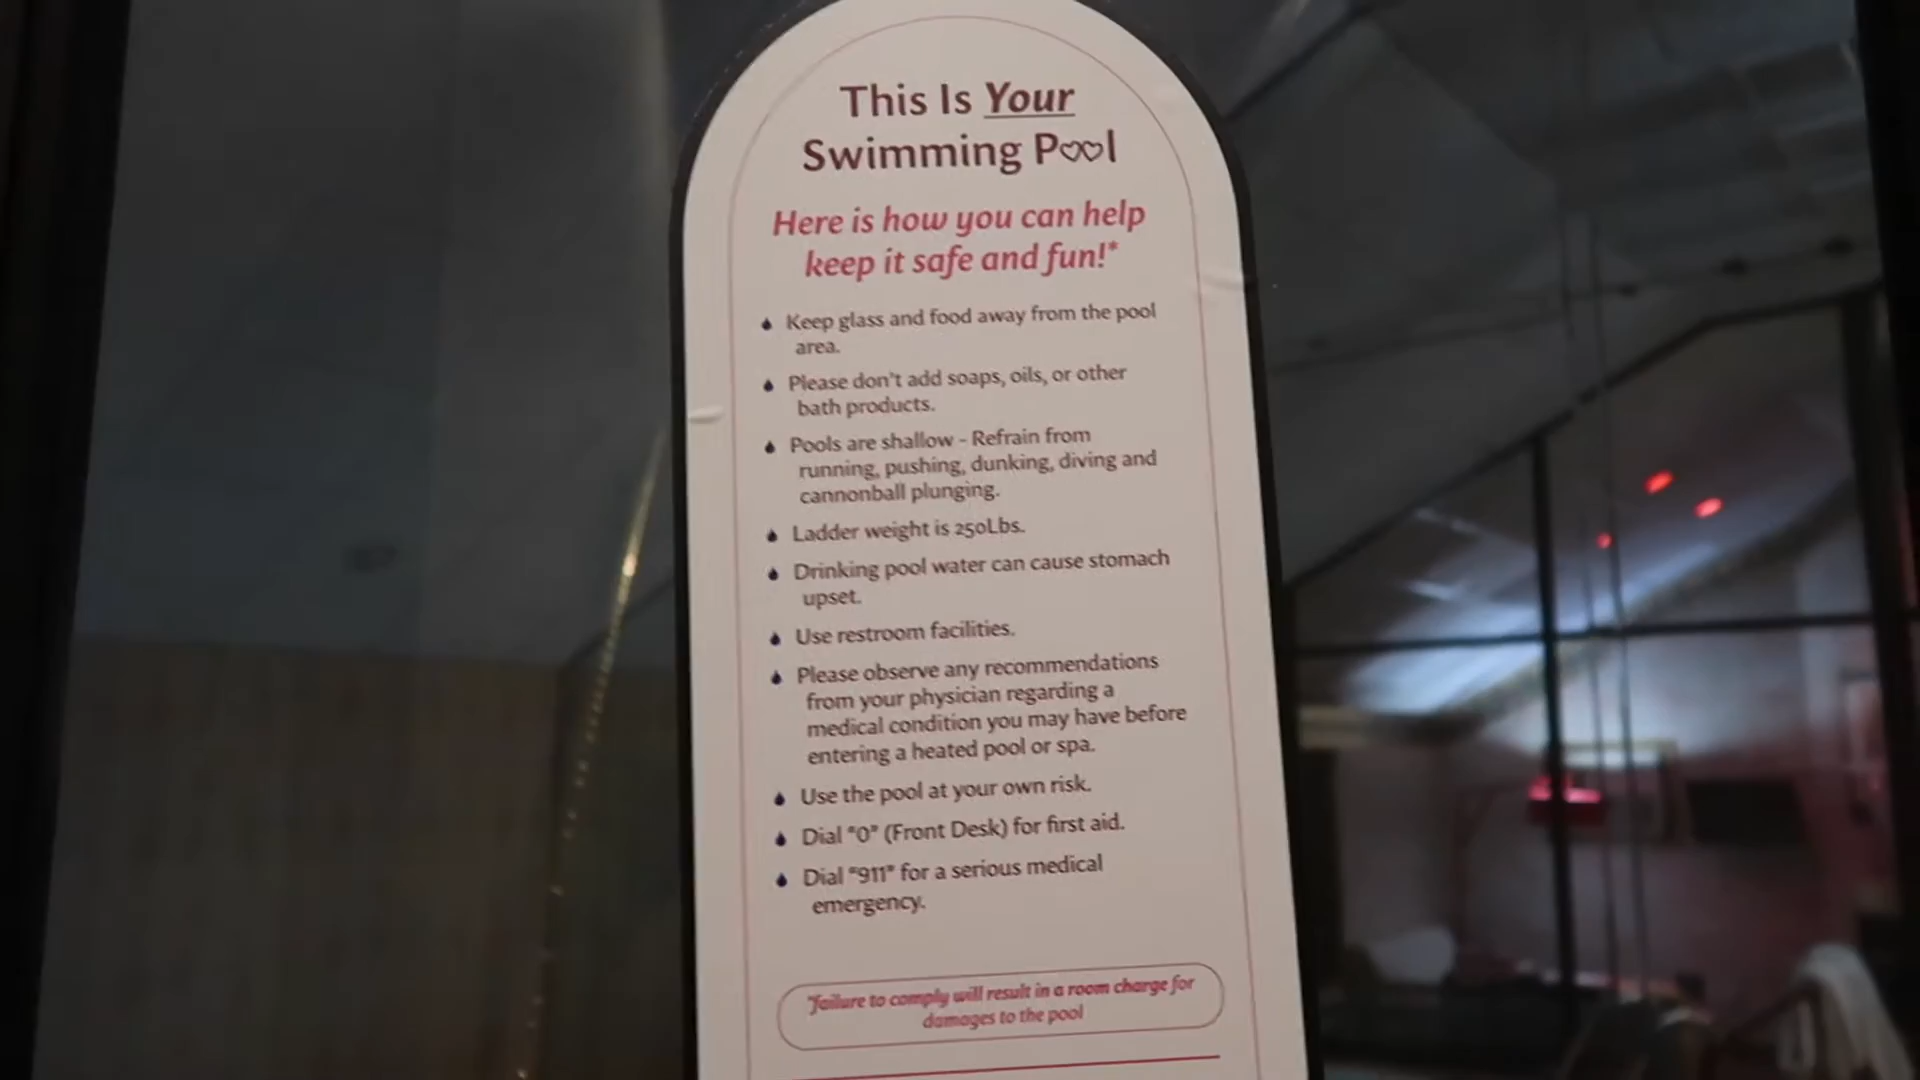 This Is Your
Swimming Pool
Here is how you can help
keep it safe and fun!*
Keep glass and food away from the pool
area.
Please don't add soaps, oils, or other
bath products.
Pools are shallow - Refrain from
running, pushing, dunking, diving and
cannonball plunging.
Ladder weight is 250Lbs.
Drinking pool water can cause stomach
upset.
Use restroom facilities.
Please observe any recommendations
from your physician regarding a
medical condition you may have before
entering a heated pool or spa.
Use the pool at your own risk.
Dial "0" (Front Desk) for first aid.
Dial "911" for a serious medical
emergency.
*failure to comply will result in a room charge for
damages to the pool